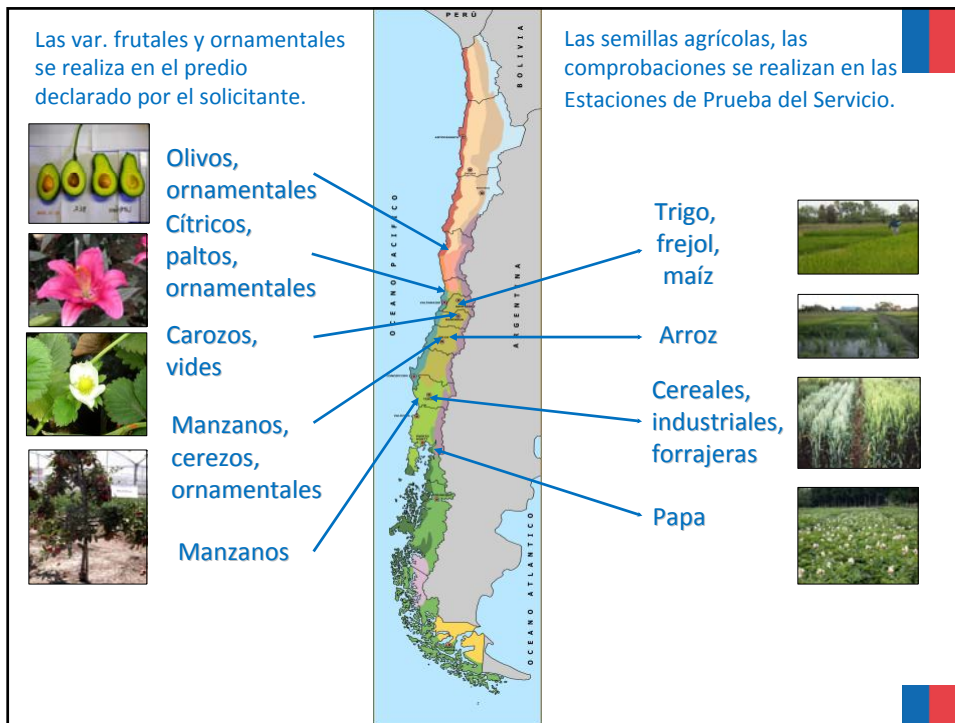 Las var. frutales y ornamentales
se realiza en el predio
declarado por el solicitante.
Olivos,
ornamentales
Cítricos,
paltos,
ornamentales
Carozos,
vides
Manzanos,
cerezos,
ornamentales
Manzanos
PERÚ
BOLIVIA
OCEANO PACIFICO
ARGENTINA
OCEANO ATLANTICO
Las semillas agrícolas, las
comprobaciones se realizan en las
Estaciones de Prueba del Servicio.
Trigo,
frejol,
maíz
Arroz
Cereales,
industriales,
forrajeras
Papa
2